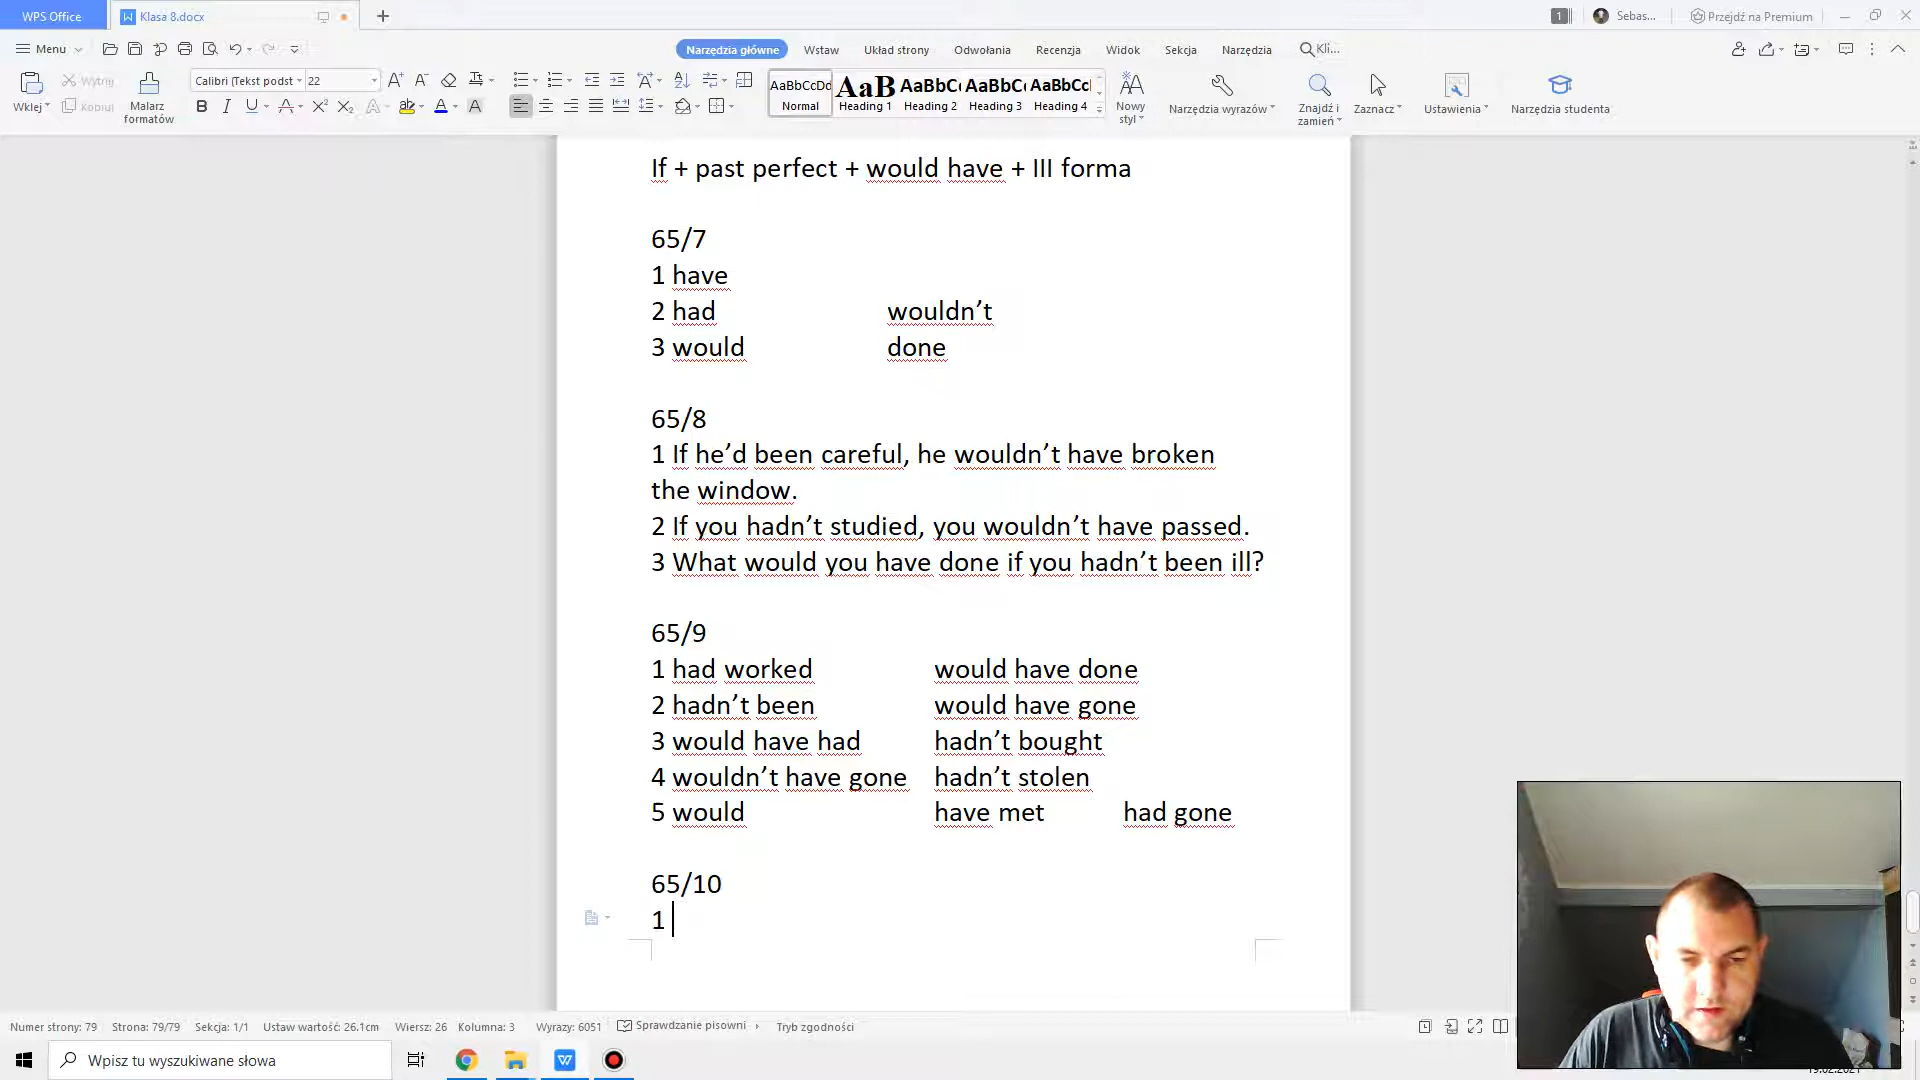 WPS Office
Klasa 8.docx
1
Sebas...
Przejdź na Premium
Menu
Narzędzia główne
Wstaw
Układ strony
Odwołania
Recenzja
Widok
Sekcja
Narzędzia
Kli...
Wklej
Wytnij
Kopiuj
Malarz formatów
Calibri (Tekst podst
22
AaBbCcDd
Normal
AaB
Heading 1
AaBbC
Heading 2
AaBbC
Heading 3
AaBbCc
Heading 4
Nowy styl
Narzędzia wyrazów
Znajdź i zamień
Zaznacz
Ustawienia
Narzędzia studenta
If + past perfect + would have + III forma
65/7
1 have
2 had wouldn’t
3 would done
65/8
1 If he’d been careful, he wouldn’t have broken
the window.
2 If you hadn’t studied, you wouldn’t have passed.
3 What would you have done if you hadn’t been ill?
65/9
1 had worked would have done
2 hadn’t been would have gone
3 would have had hadn’t bought
4 wouldn’t have gone hadn’t stolen
5 would have met had gone
65/10
1
Numer strony: 79
Strona: 79/79
Sekcja: 1/1
Ustaw wartość: 26.1cm
Wiersz: 26
Kolumna: 3
Wyrazy: 6051
Sprawdzanie pisowni
Tryb zgodności
Wpisz tu wyszukiwane słowa